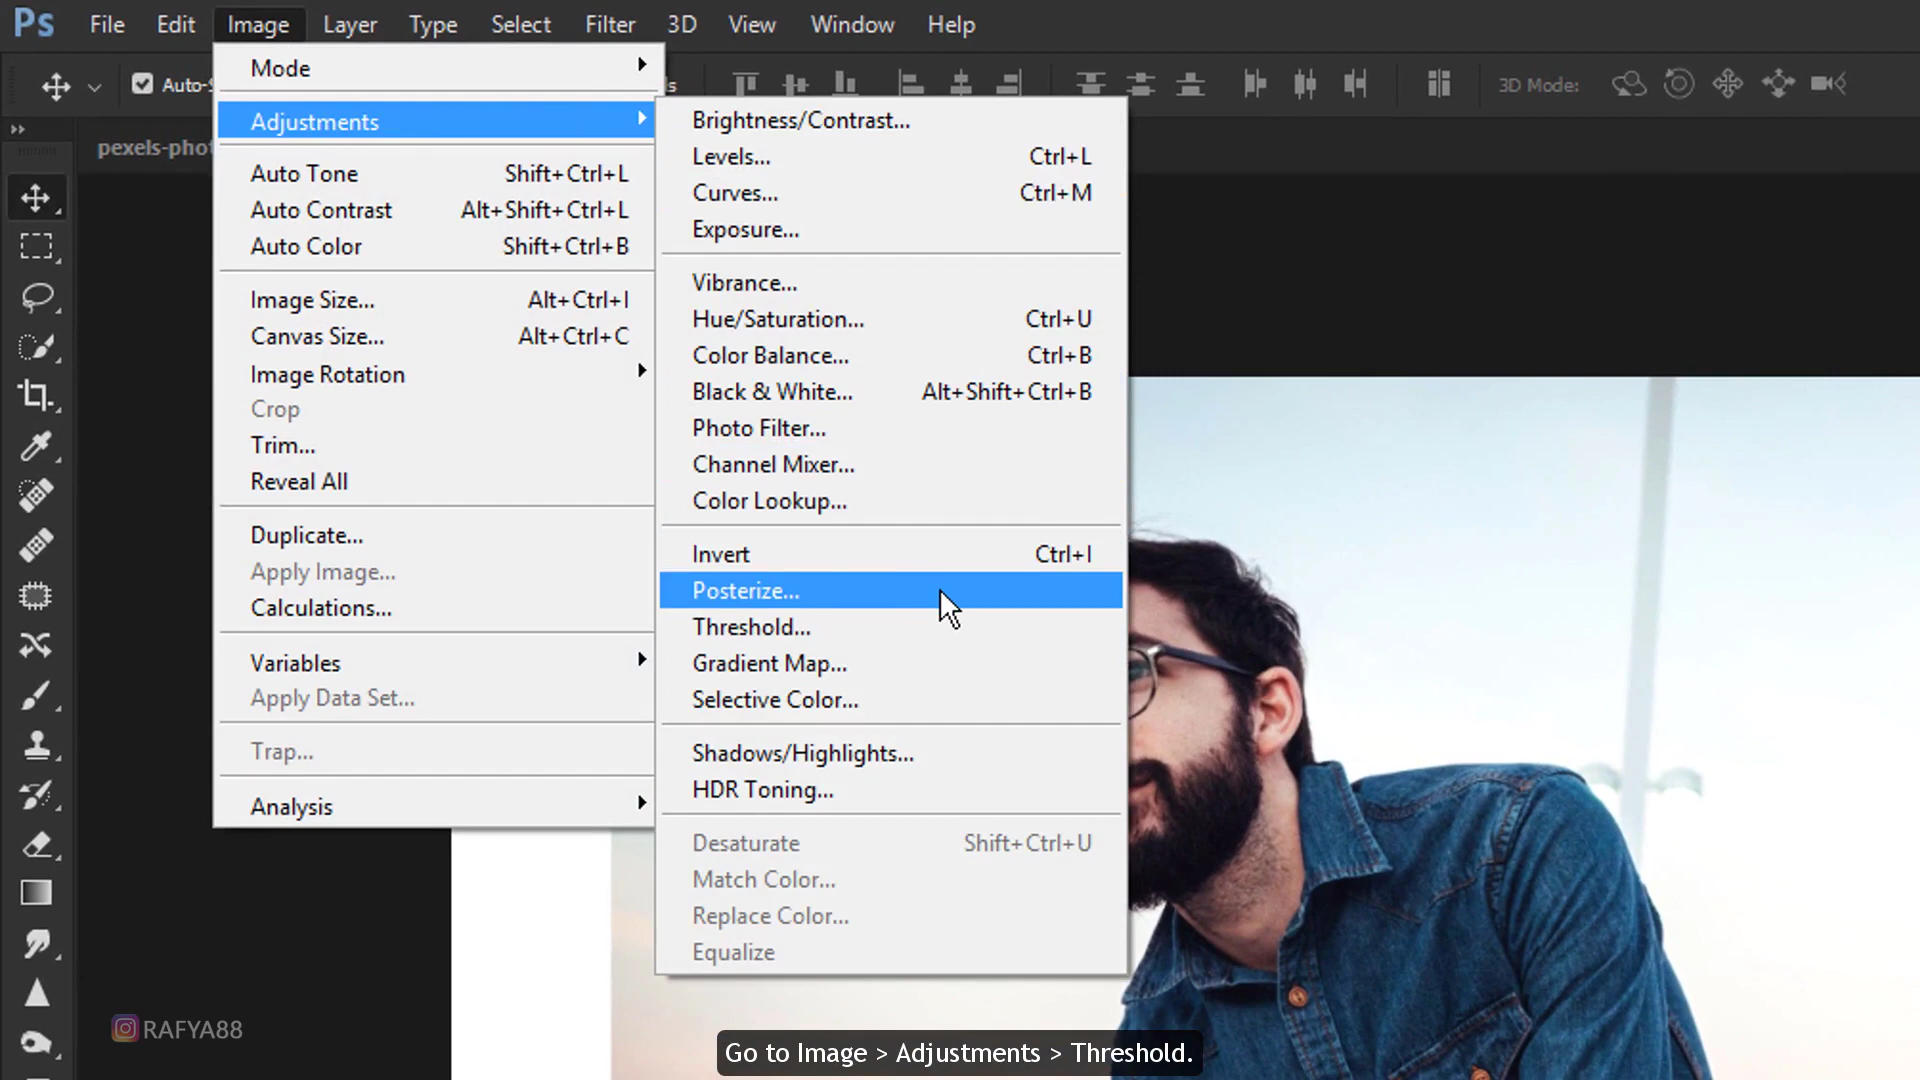 Ps File Edit Image Layer Type Select Filter 3D View Window Help
Auto-S
3D Mode:
pexels-phot
Mode
Adjustments
Auto Tone Shift+Ctrl+L
Auto Contrast Alt+Shift+Ctrl+L
Auto Color Shift+Ctrl+B
Image Size... Alt+Ctrl+I
Canvas Size... Alt+Ctrl+C
Image Rotation
Crop
Trim...
Reveal All
Duplicate...
Apply Image...
Calculations...
Variables
Apply Data Set...
Trap...
Analysis
Brightness/Contrast...
Levels... Ctrl+L
Curves... Ctrl+M
Exposure...
Vibrance...
Hue/Saturation... Ctrl+U
Color Balance... Ctrl+B
Black & White... Alt+Shift+Ctrl+B
Photo Filter...
Channel Mixer...
Color Lookup...
Invert Ctrl+I
Posterize...
Threshold...
Gradient Map...
Selective Color...
Shadows/Highlights...
HDR Toning...
Desaturate Shift+Ctrl+U
Match Color...
Replace Color...
Equalize
RAFYA88
Go to Image > Adjustments > Threshold.